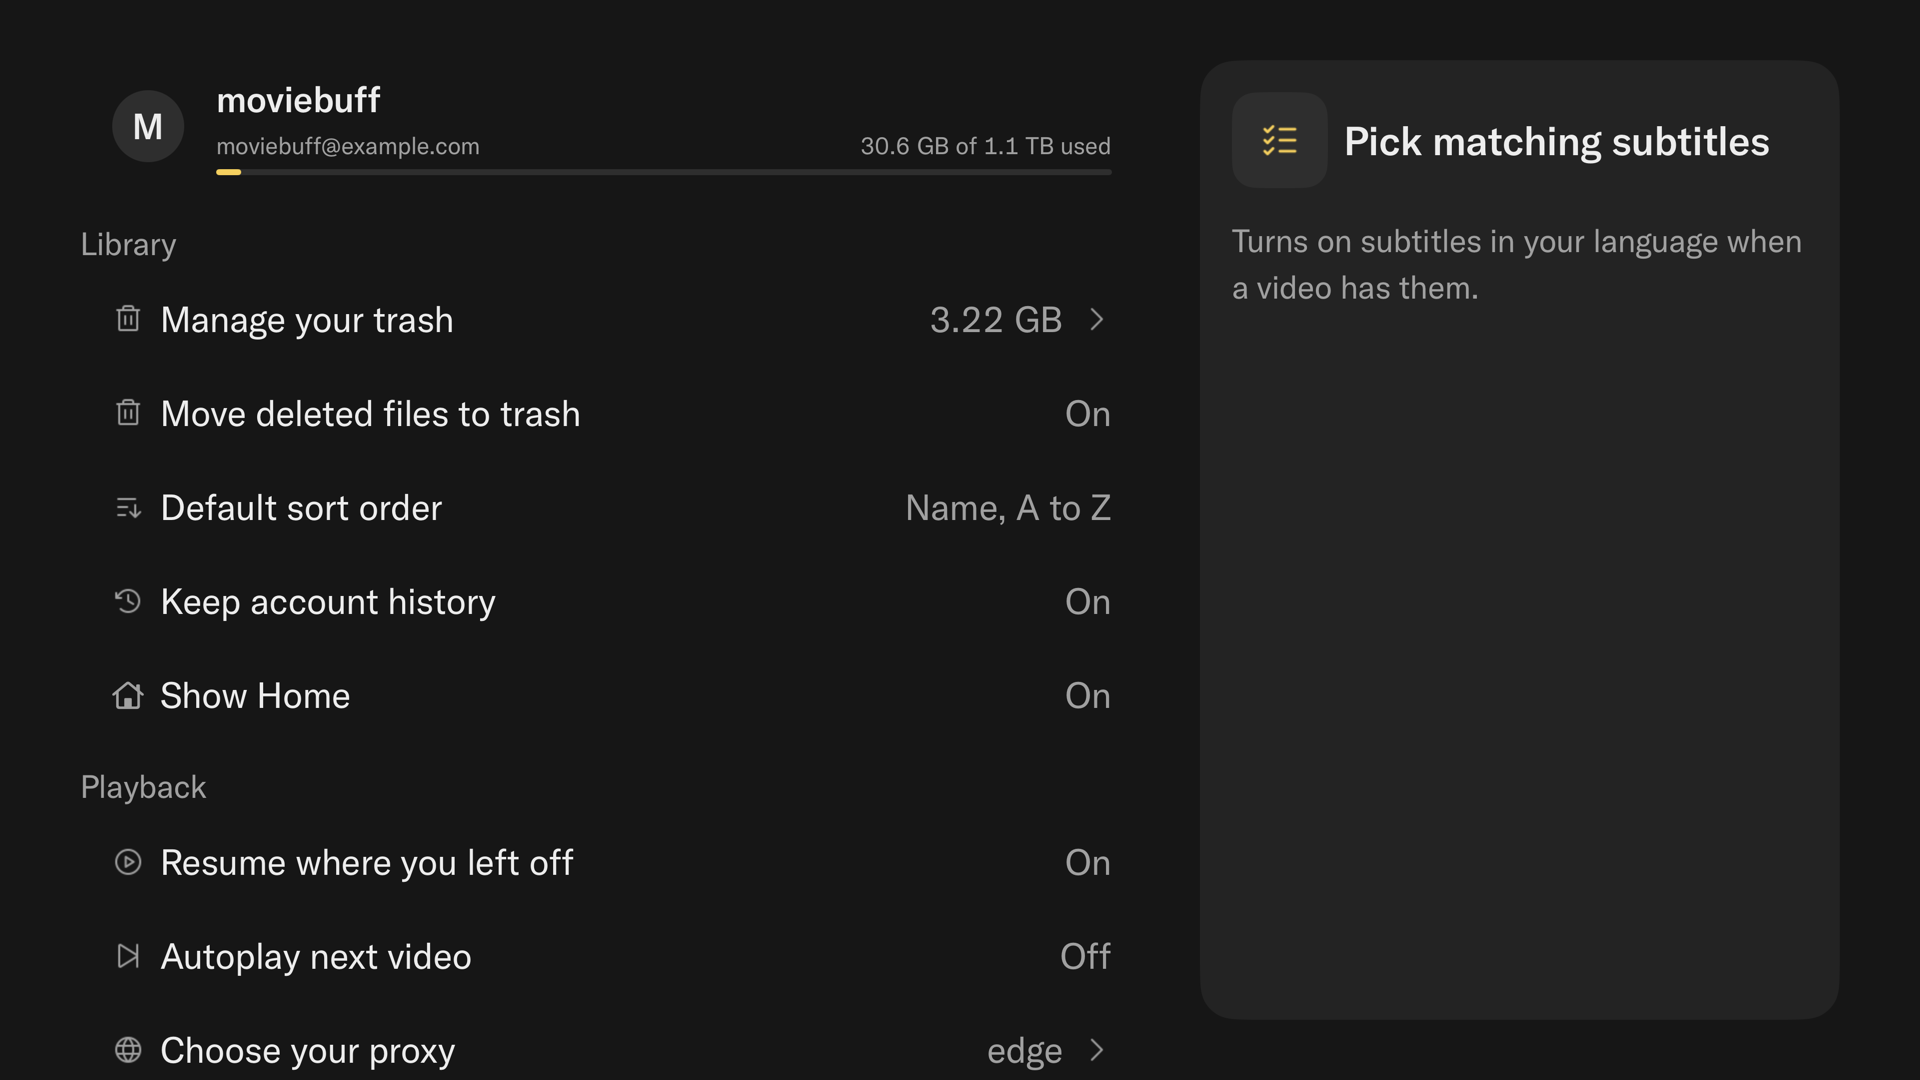 M
moviebuff
moviebuff@example.com
30.6 GB of 1.1 TB used
Library
Manage your trash
3.22 GB
Move deleted files to trash
On
Default sort order
Name, A to Z
Keep account history
On
Show Home
On
Playback
Resume where you left off
On
Autoplay next video
Off
Choose your proxy
edge
Pick matching subtitles
Turns on subtitles in your language when
a video has them.